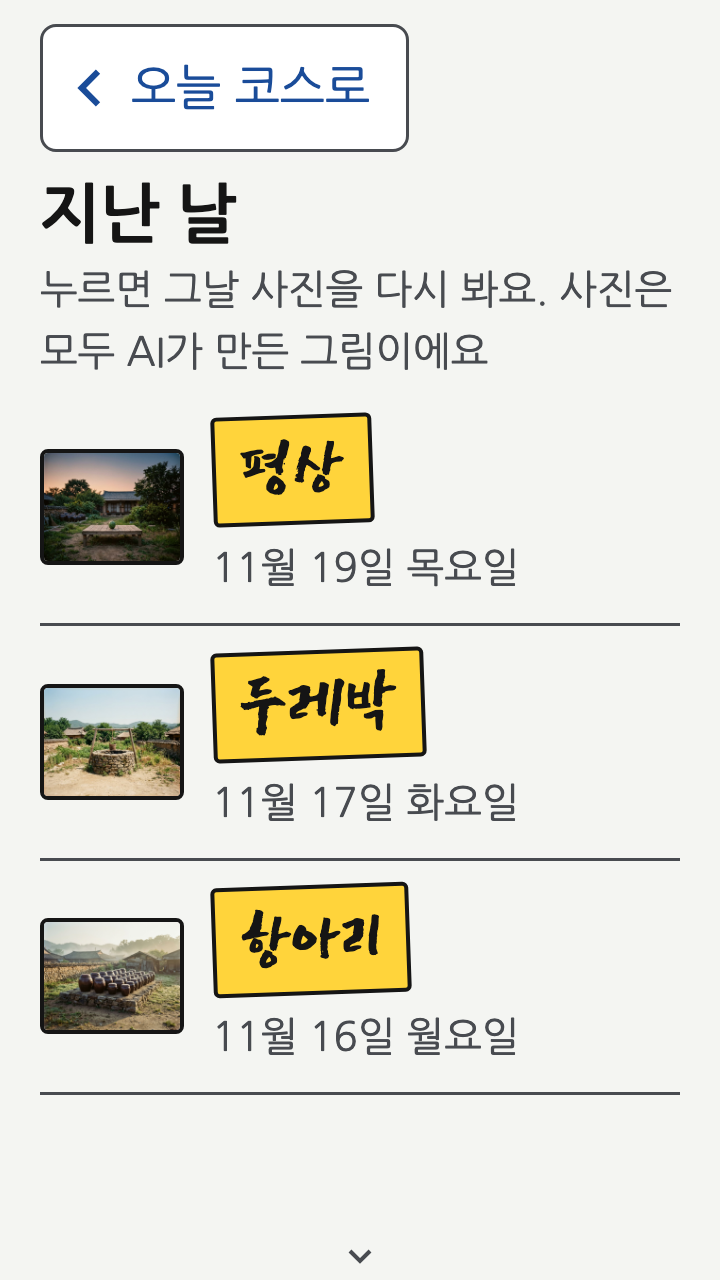 오늘 코스로
지난 날
누르면 그날 사진을 다시 봐요. 사진은
모두 AI가 만든 그림이에요
평상
11월 19일 목요일
두레박
11월 17일 화요일
항아리
11월 16일 월요일